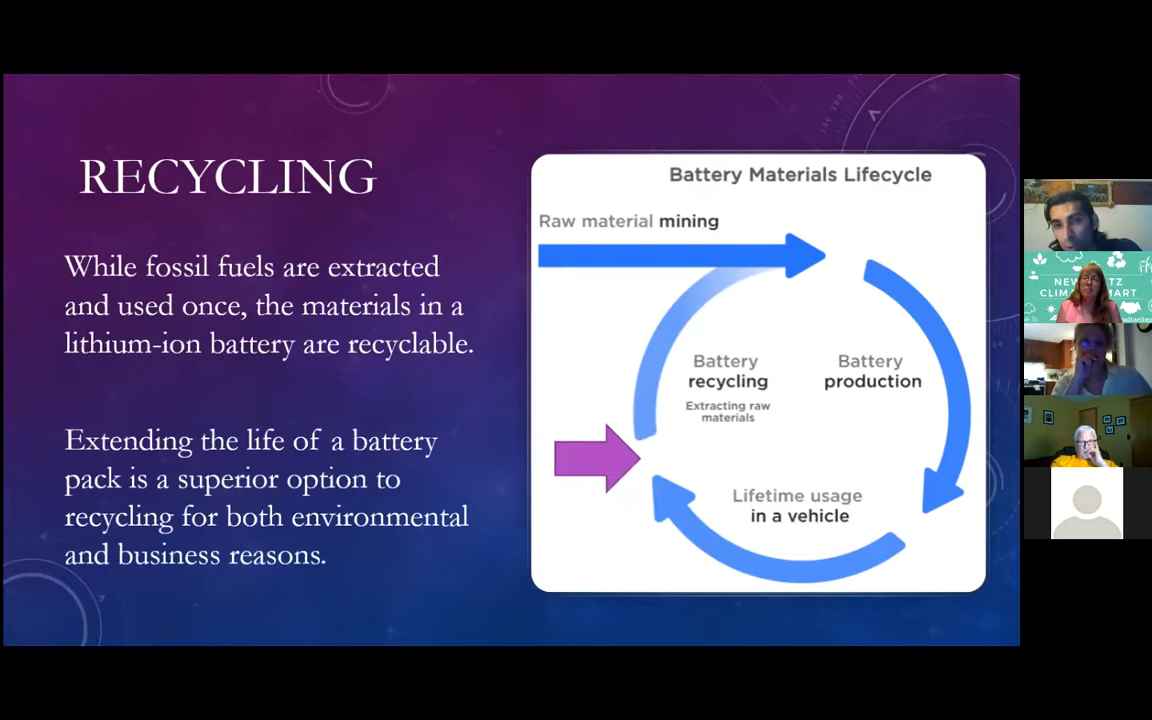 RECYCLING
While fossil fuels are extracted
and used once, the materials in a
lithium-ion battery are recyclable.
Extending the life of a battery
pack is a superior option to
recycling for both environmental
and business reasons.
Battery Materials Lifecycle
Raw material mining
Battery
recycling
Extracting raw
materials
Battery
production
Lifetime usage
in a vehicle